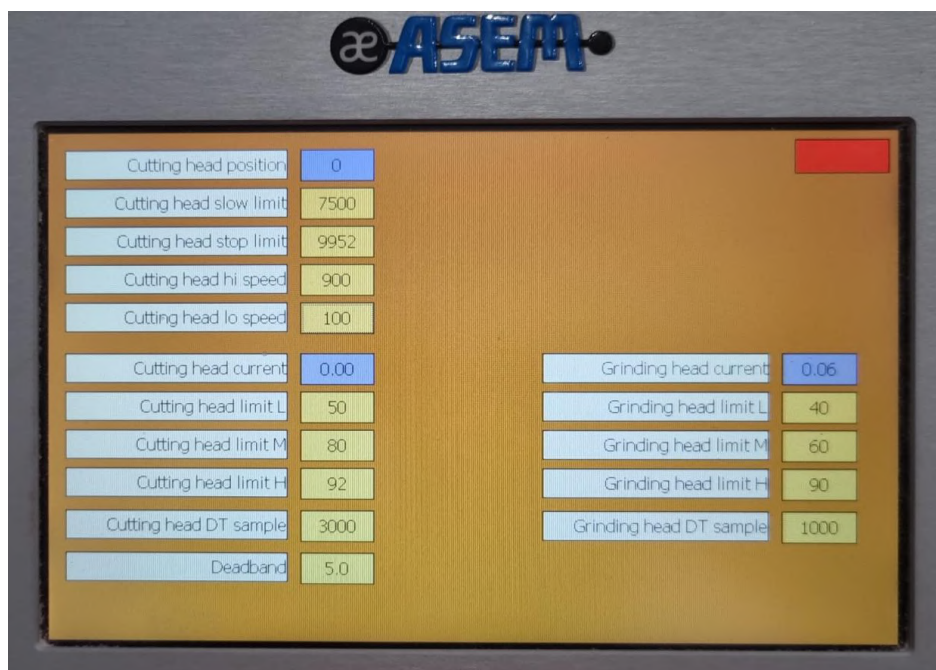 æ ASEM
Cutting head position 0
Cutting head slow limit 7500
Cutting head stop limit 9952
Cutting head hi speed 900
Cutting head lo speed 100
Cutting head current 0.00
Cutting head limit L 50
Cutting head limit M 80
Cutting head limit H 92
Cutting head DT sample 3000
Deadband 5.0
Grinding head current 0.06
Grinding head limit L 40
Grinding head limit M 60
Grinding head limit H 90
Grinding head DT sample 1000